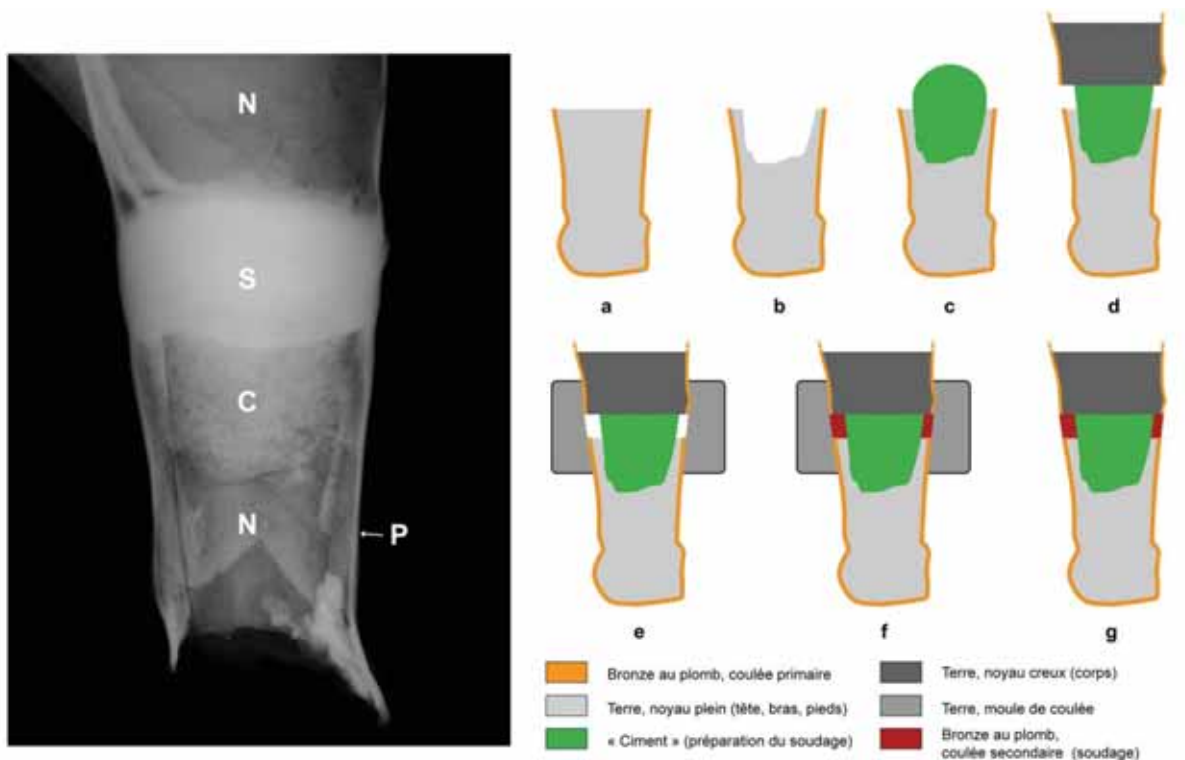 N
S
C
N
P
a
b
c
d
e
f
g
Bronze au plomb, coulée primaire
Terre, noyau plein (tête, bras, pieds)
« Ciment » (préparation du soudage)
Terre, noyau creux (corps)
Terre, moule de coulée
Bronze au plomb,
coulée secondaire (soudage)